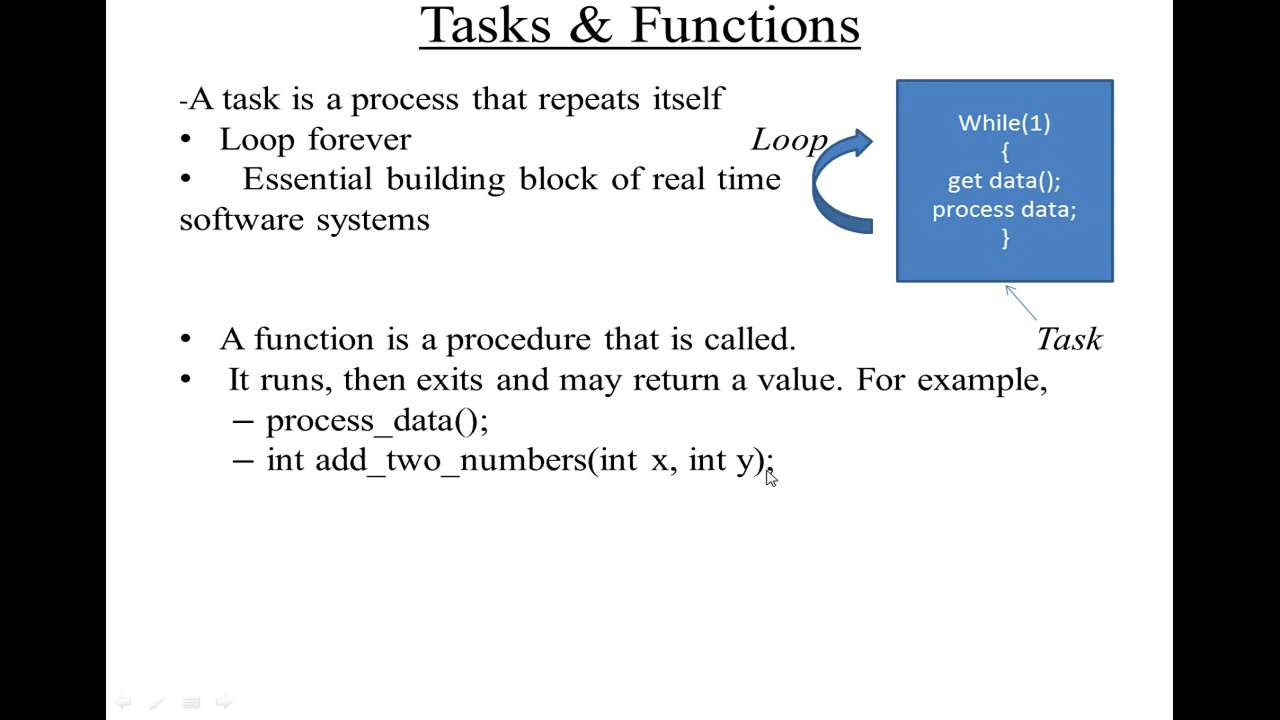 Tasks & Functions
-A task is a process that repeats itself
• Loop forever
• Essential building block of real time
software systems
Loop
While(1)
{
get data();
process data;
}
Task
• A function is a procedure that is called.
• It runs, then exits and may return a value. For example,
– process_data();
– int add_two_numbers(int x, int y);